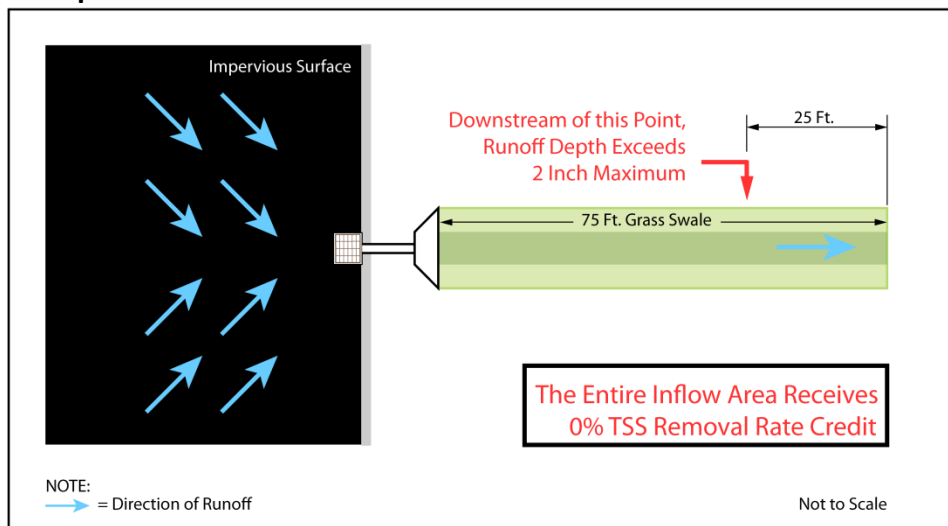 Impervious Surface
Downstream of this Point,
Runoff Depth Exceeds
2 Inch Maximum
25 Ft.
75 Ft. Grass Swale
The Entire Inflow Area Receives
0% TSS Removal Rate Credit
NOTE:
= Direction of Runoff
Not to Scale